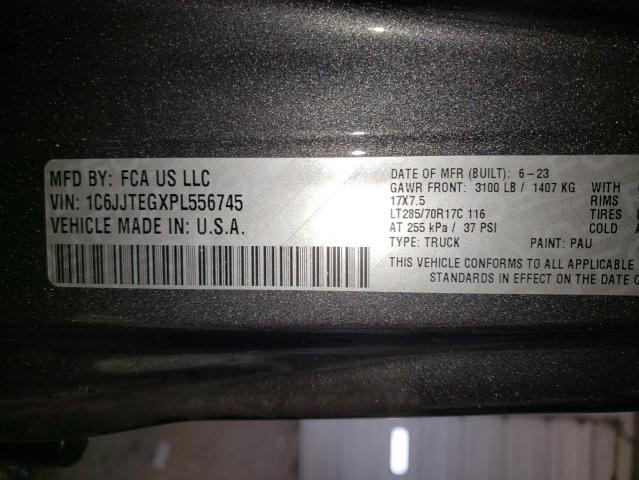 MFD BY: FCA US LLC
VIN: 1C6JJTEGXPL556745
VEHICLE MADE IN: U.S.A.
DATE OF MFR (BUILT): 6-23
GAWR FRONT: 3100 LB / 1407 KG WITH
17X7.5 RIMS
LT285/70R17C 116 TIRES
AT 255 kPa / 37 PSI COLD
TYPE: TRUCK PAINT: PAU
THIS VEHICLE CONFORMS TO ALL APPLICABLE
STANDARDS IN EFFECT ON THE DATE